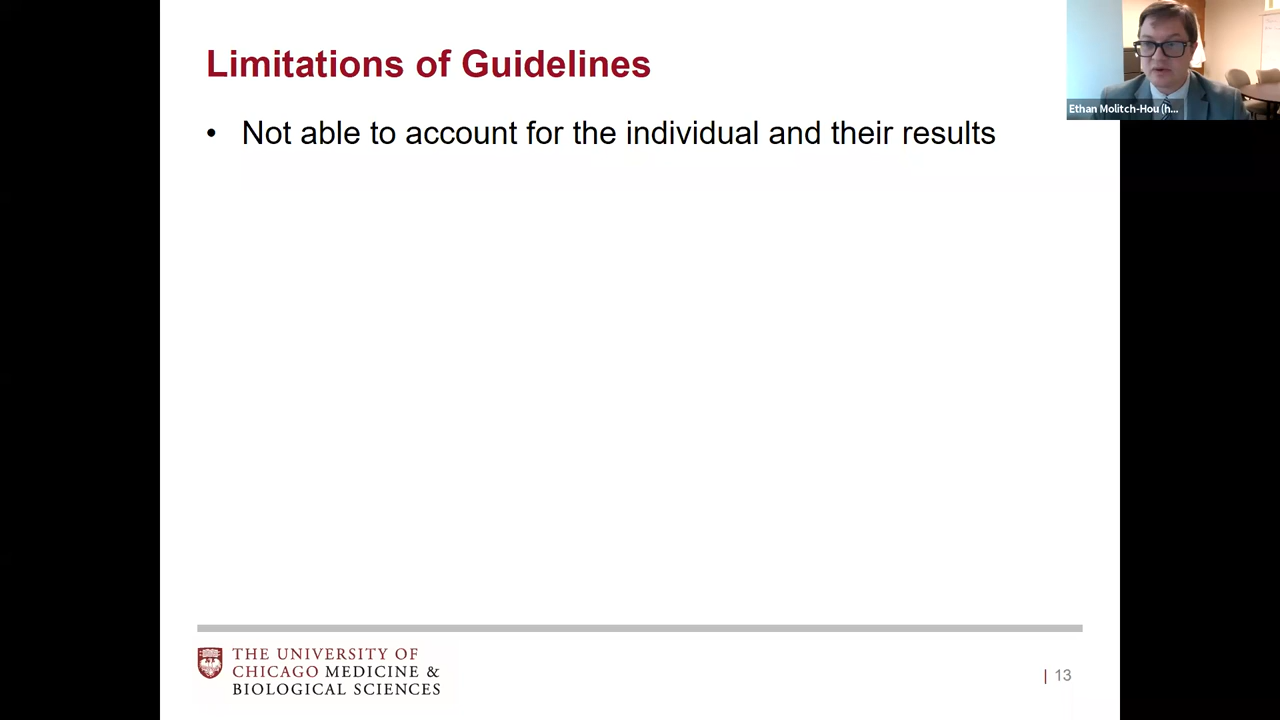 Limitations of Guidelines
Ethan Molitch-Hou (h...
• Not able to account for the individual and their results
THE UNIVERSITY OF
CHICAGO MEDICINE &
BIOLOGICAL SCIENCES
| 13